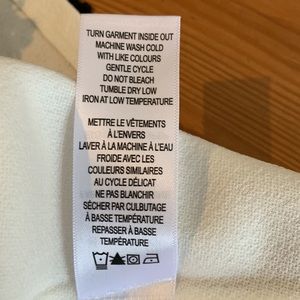 TURN GARMENT INSIDE OUT
MACHINE WASH COLD
WITH LIKE COLOURS
GENTLE CYCLE
DO NOT BLEACH
TUMBLE DRY LOW
IRON AT LOW TEMPERATURE
METTRE LE VÊTEMENTS
À L'ENVERS
LAVER À LA MACHINE À L'EAU
FROIDE AVEC LES
COULEURS SIMILAIRES
AU CYCLE DÉLICAT
NE PAS BLANCHIR
SÉCHER PAR CULBUTAGE
À BASSE TEMPÉRATURE
REPASSER À BASSE
TEMPÉRATURE